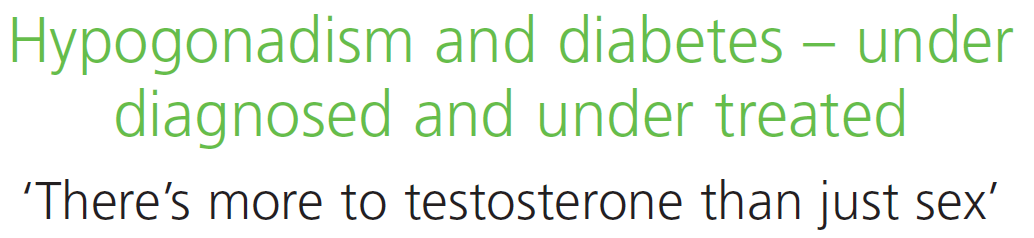 Hypogonadism and diabetes – under
diagnosed and under treated
‘There’s more to testosterone than just sex’